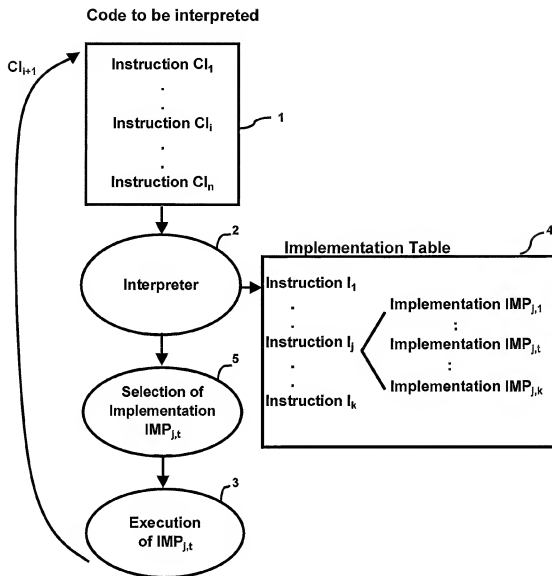 Code to be interpreted
CI_{i+1}
Instruction CI_1
.
.
Instruction CI_i
.
.
Instruction CI_n
1
2
Interpreter
4
Implementation Table
Instruction I_1
.
.
Instruction I_j
.
.
Instruction I_k
Implementation IMP_{j,1}
:
Implementation IMP_{j,t}
:
Implementation IMP_{j,k}
5
Selection of
Implementation
IMP_{j,t}
3
Execution
of IMP_{j,t}